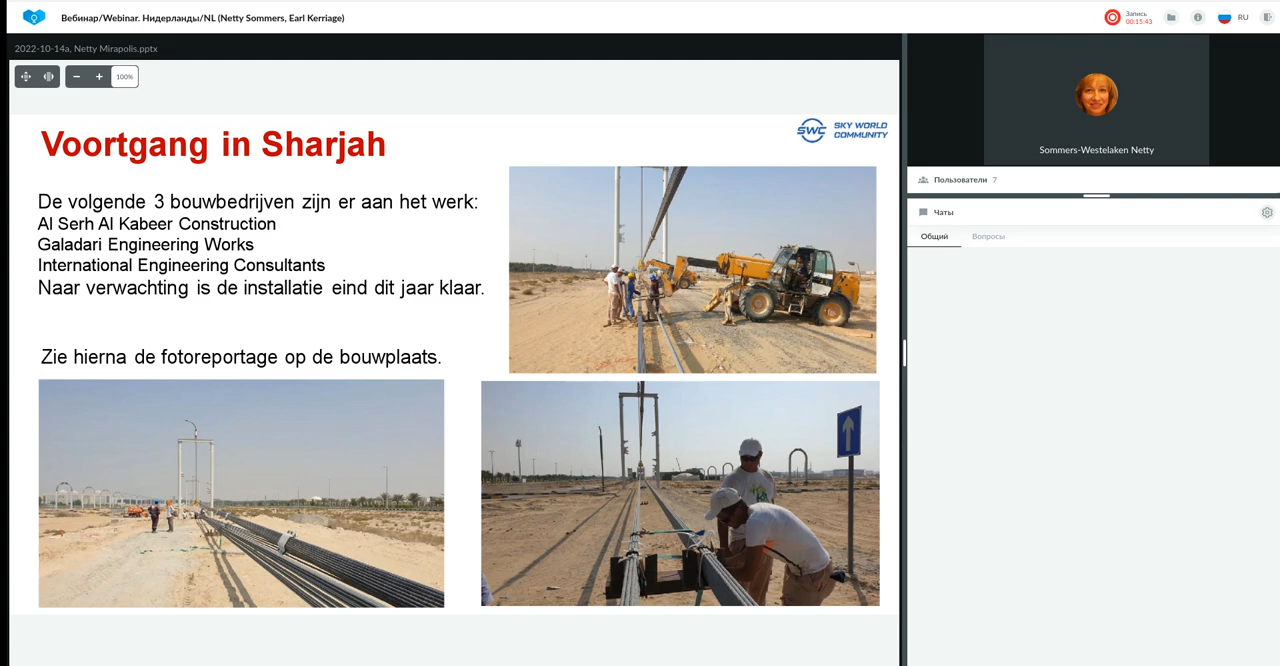 Вебинар/Webinar. Нидерланды/NL (Netty Sommers, Earl Kerriage)
Запись
00:15:43
RU
2022-10-14a, Netty Mirapolis.pptx
100%
Voortgang in Sharjah
SWC
SKY WORLD
COMMUNITY
De volgende 3 bouwbedrijven zijn er aan het werk:
Al Serh Al Kabeer Construction
Galadari Engineering Works
International Engineering Consultants
Naar verwachting is de installatie eind dit jaar klaar.
Zie hierna de fotoreportage op de bouwplaats.
Sommers-Westelaken Netty
Пользователи 7
Чаты
Общий Вопросы